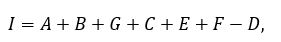 I = A + B + G + C + E + F − D,